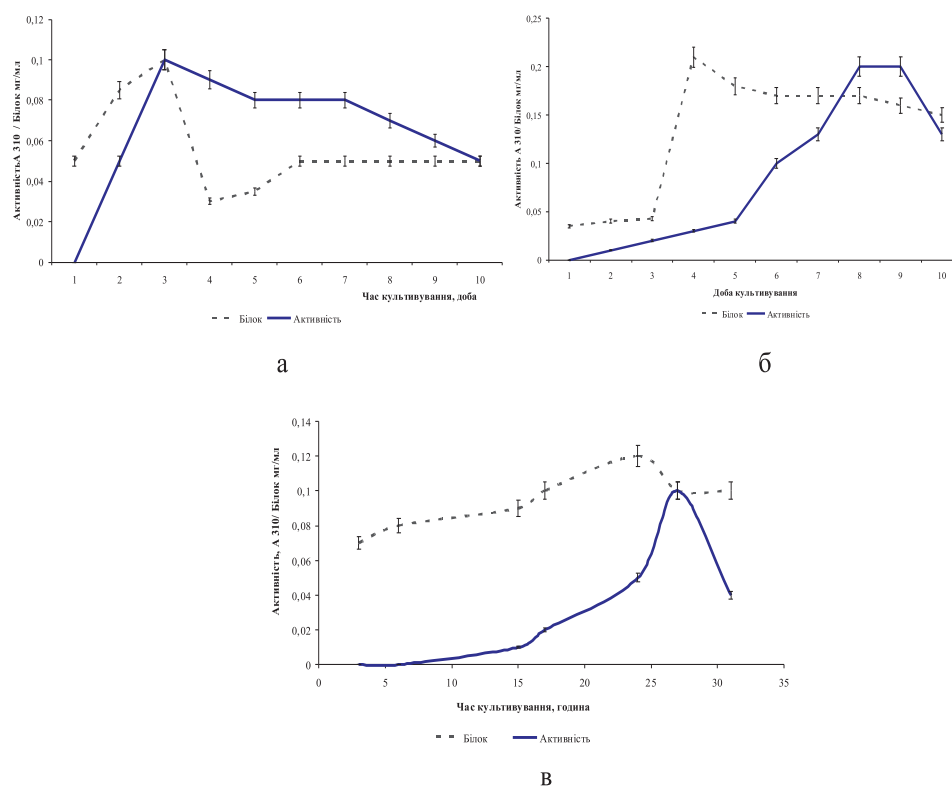 0,12
0,1
0,08
0,06
0,04
0,02
0
АктивністьА 310 / Білок мг/мл
1 2 3 4 5 6 7 8 9 10
Час культивування, доба
Білок Активність
а
0,25
0,2
0,15
0,1
0,05
0
Активність А 310/ Білок мг/мл
1 2 3 4 5 6 7 8 9 10
Доба культивування
Білок Активність
б
0,14
0,12
0,1
0,08
0,06
0,04
0,02
0
Активність, А 310/ Білок мг/мл
0 5 10 15 20 25 30 35
Час культивування, година
Білок Активність
в